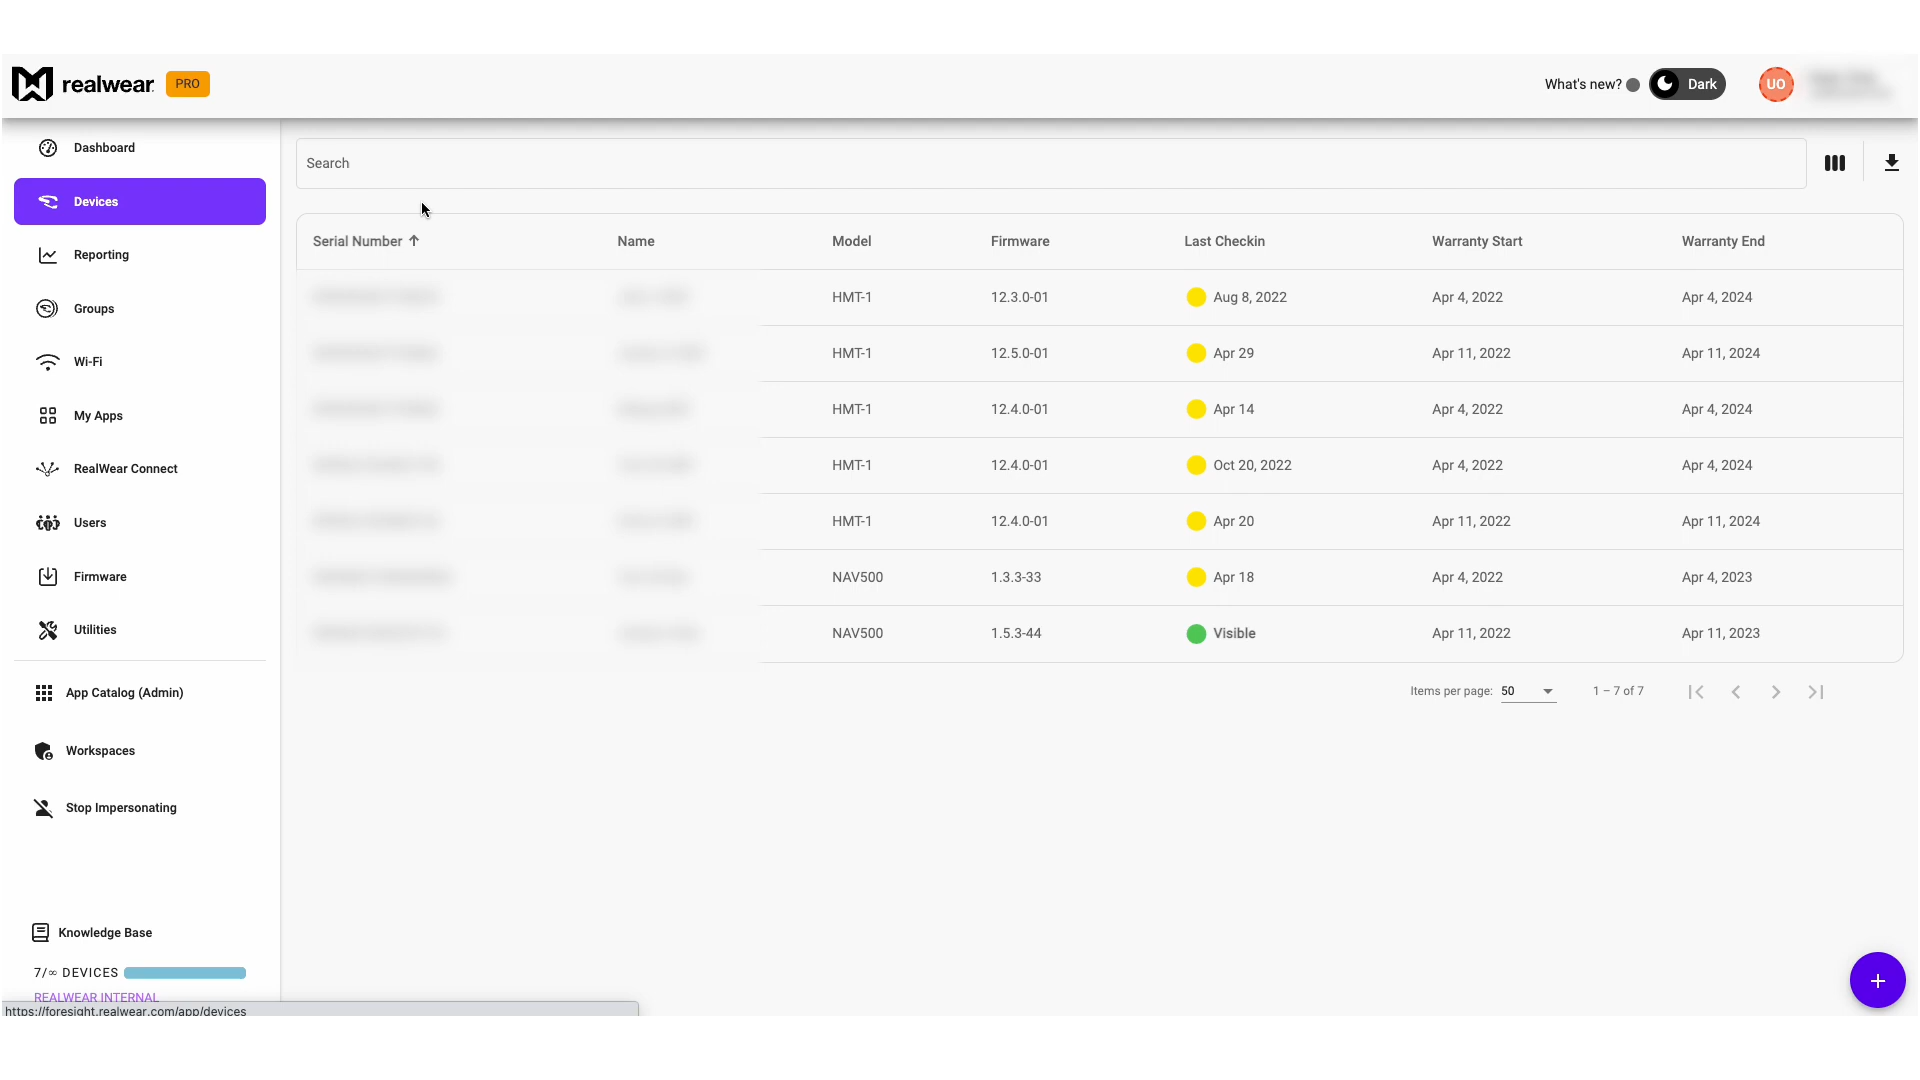 realwear PRO
What's new?
Dark
UO
Dashboard
Devices
Reporting
Groups
Wi-Fi
My Apps
RealWear Connect
Users
Firmware
Utilities
App Catalog (Admin)
Workspaces
Stop Impersonating
Knowledge Base
7/∞ DEVICES
REALWEAR INTERNAL
https://foresight.realwear.com/app/devices
Search
Serial Number Name Model Firmware Last Checkin Warranty Start Warranty End
HMT-1 12.3.0-01 Aug 8, 2022 Apr 4, 2022 Apr 4, 2024
HMT-1 12.5.0-01 Apr 29 Apr 11, 2022 Apr 11, 2024
HMT-1 12.4.0-01 Apr 14 Apr 4, 2022 Apr 4, 2024
HMT-1 12.4.0-01 Oct 20, 2022 Apr 4, 2022 Apr 4, 2024
HMT-1 12.4.0-01 Apr 20 Apr 11, 2022 Apr 11, 2024
NAV500 1.3.3-33 Apr 18 Apr 4, 2022 Apr 4, 2023
NAV500 1.5.3-44 Visible Apr 11, 2022 Apr 11, 2023
Items per page: 50 1 – 7 of 7